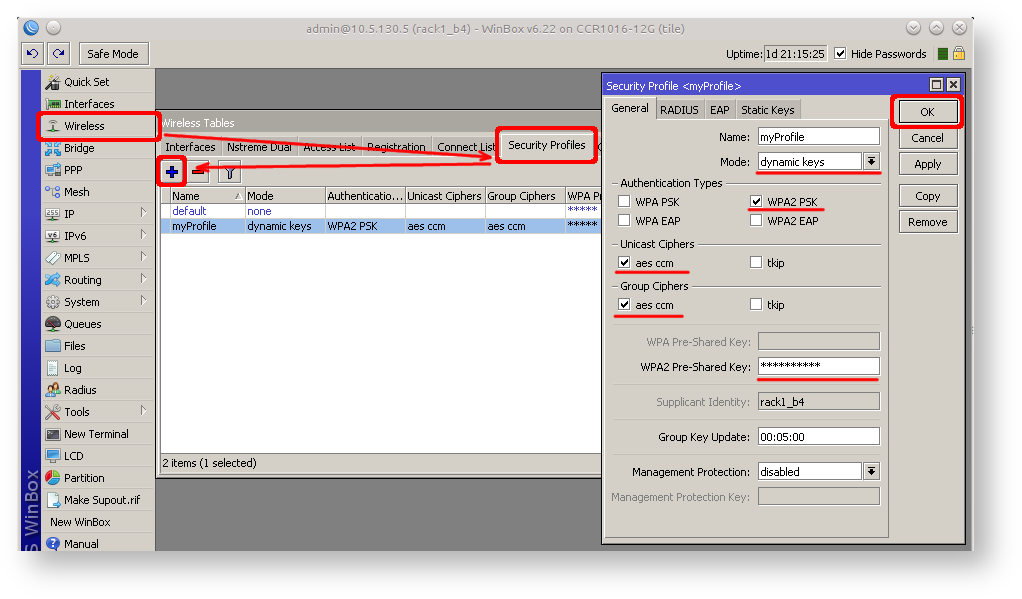 admin@10.5.130.5 (rack1_b4) - WinBox v6.22 on CCR1016-12G (tile)
Safe Mode
Uptime: 1d 21:15:25
Hide Passwords
Quick Set
Interfaces
Wireless
Bridge
PPP
Mesh
IP
IPv6
MPLS
Routing
System
Queues
Files
Log
Radius
Tools
New Terminal
LCD
Partition
Make Supout.rif
New WinBox
Manual
S WinBox
Wireless Tables
Interfaces Nstreme Dual Access List Registration Connect List Security Profiles
Name Mode Authenticatio... Unicast Ciphers Group Ciphers WPA Pr
default none *****
myProfile dynamic keys WPA2 PSK aes ccm aes ccm *****
2 items (1 selected)
Security Profile <myProfile>
General RADIUS EAP Static Keys
Name: myProfile
Mode: dynamic keys
Authentication Types
WPA PSK WPA2 PSK
WPA EAP WPA2 EAP
Unicast Ciphers
aes ccm tkip
Group Ciphers
aes ccm tkip
WPA Pre-Shared Key:
WPA2 Pre-Shared Key: **********
Supplicant Identity: rack1_b4
Group Key Update: 00:05:00
Management Protection: disabled
Management Protection Key:
OK
Cancel
Apply
Copy
Remove